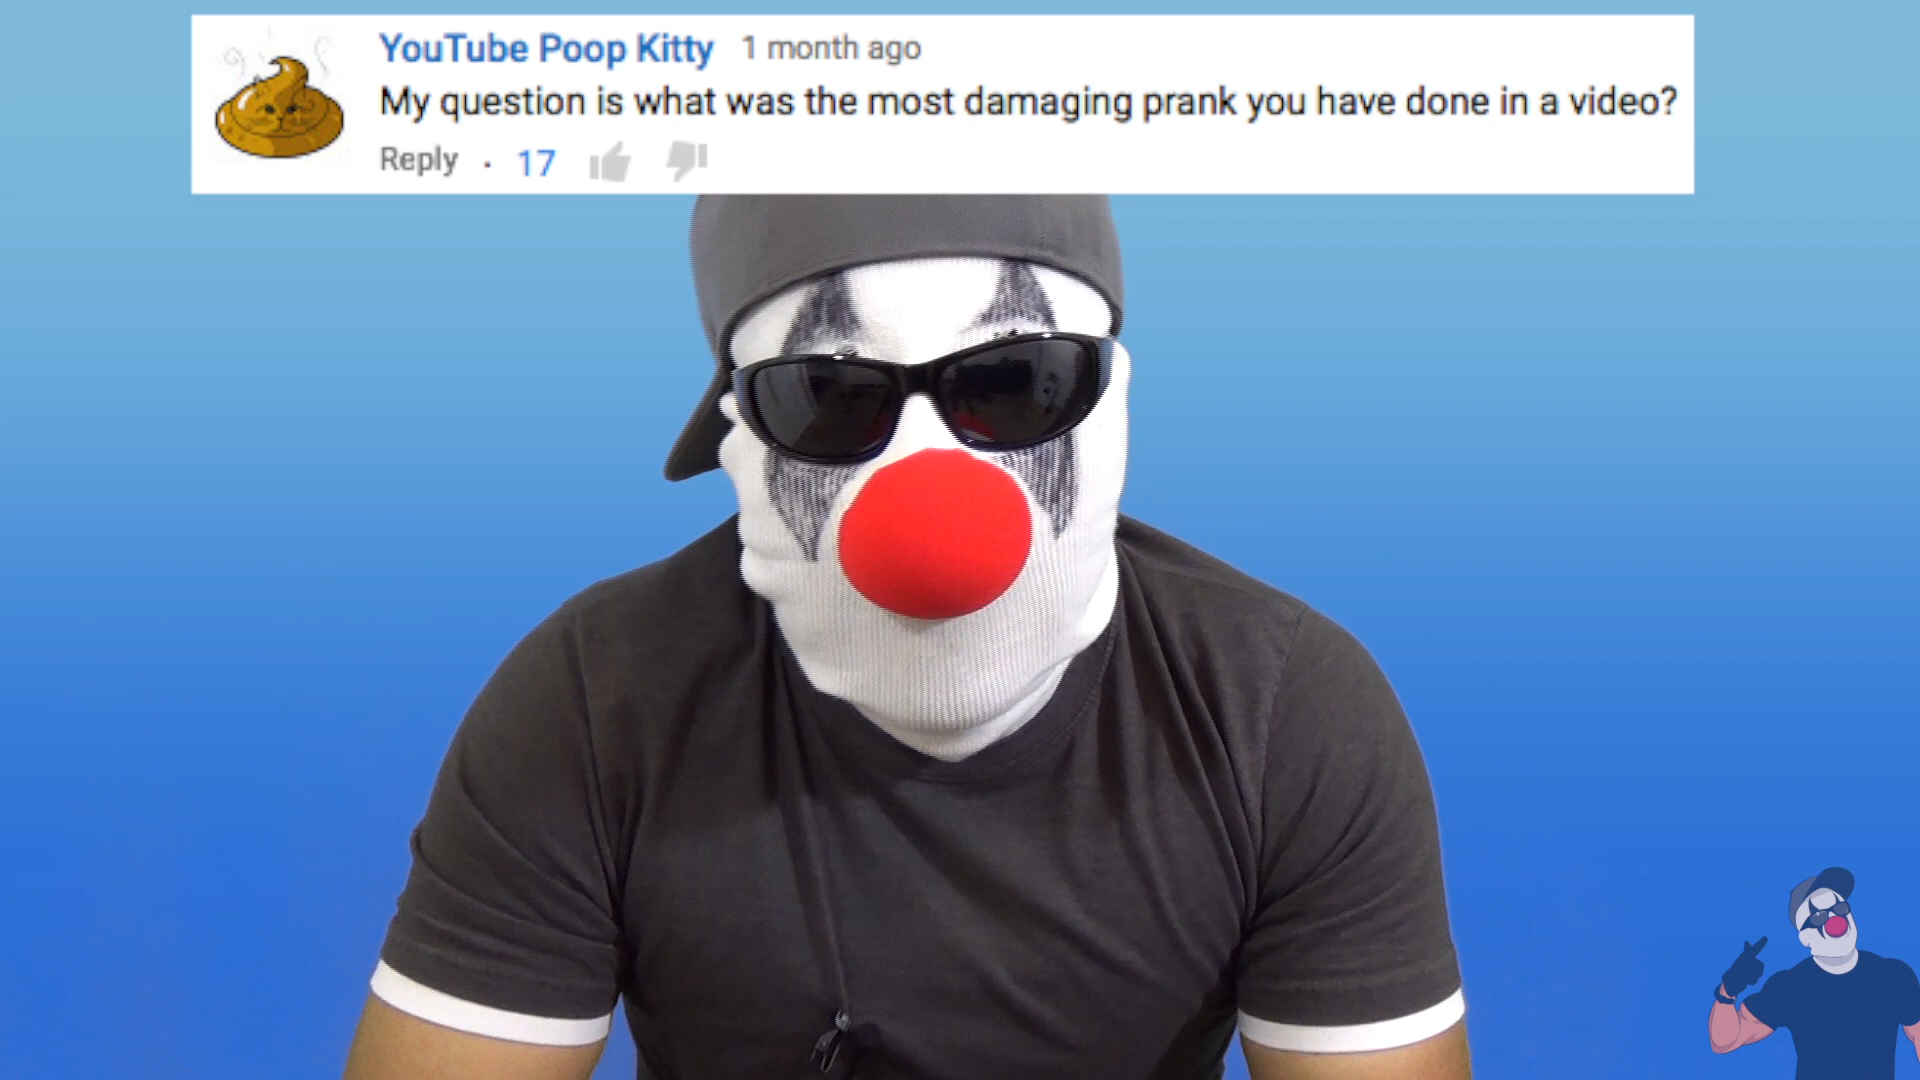 YouTube Poop Kitty 1 month ago
My question is what was the most damaging prank you have done in a video?
Reply · 17